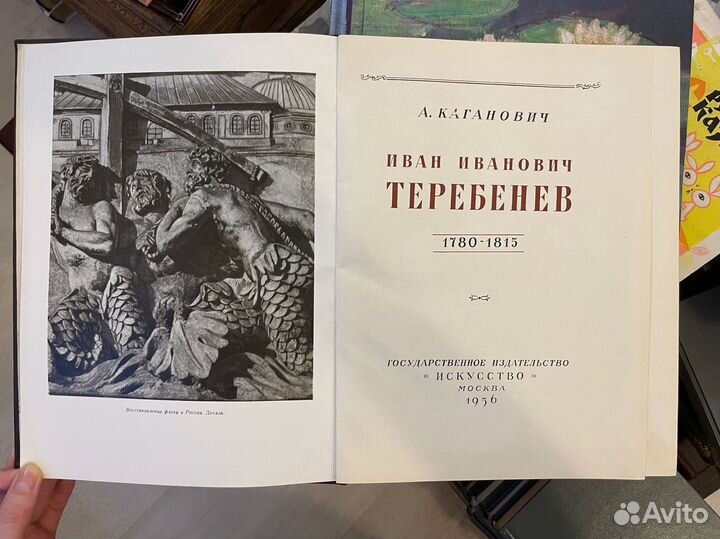 Восстановление флота в России. Деталь.
А. КАГАНОВИЧ
ИВАН ИВАНОВИЧ
ТЕРЕБЕНЕВ
1780-1815
ГОСУДАРСТВЕННОЕ ИЗДАТЕЛЬСТВО
« ИСКУССТВО »
МОСКВА
1956
Avito